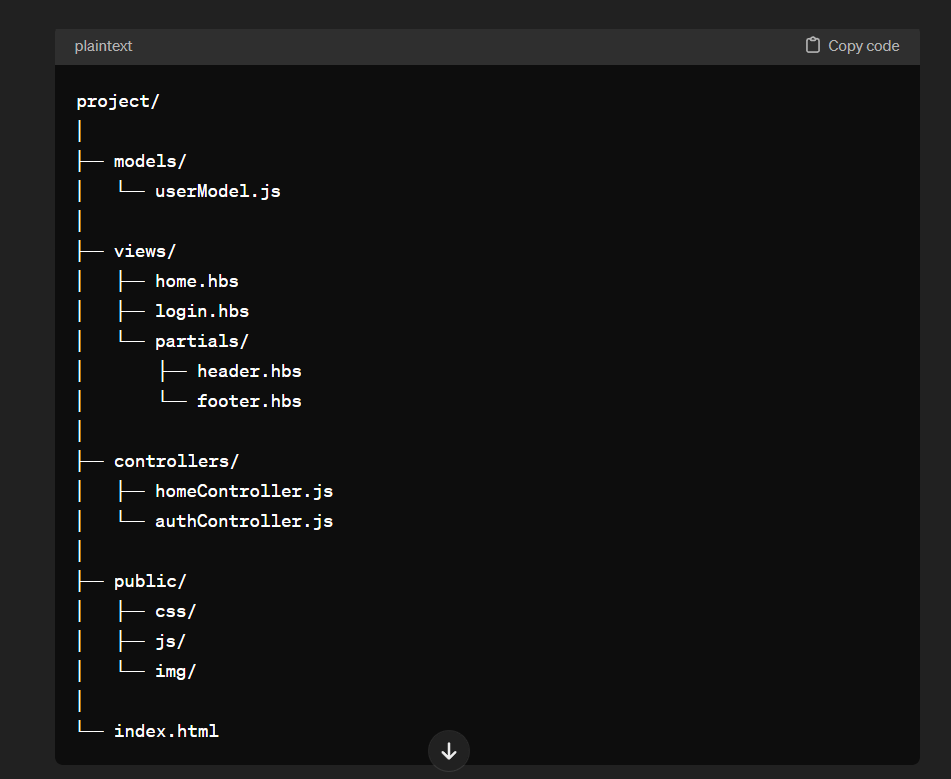 plaintext
Copy code
project/
│
├── models/
│   └── userModel.js
│
├── views/
│   ├── home.hbs
│   ├── login.hbs
│   └── partials/
│       ├── header.hbs
│       └── footer.hbs
│
├── controllers/
│   ├── homeController.js
│   └── authController.js
│
├── public/
│   ├── css/
│   ├── js/
│   └── img/
│
└── index.html